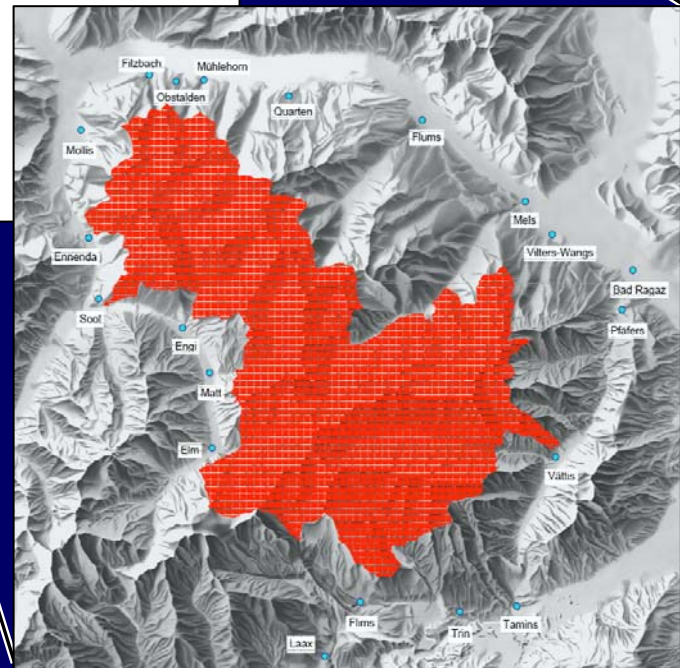 Filzbach
Mühlehorn
Obstalden
Quarten
Mollis
Flums
Mels
Ennenda
Vilters-Wangs
Bad Ragaz
Sool
Pfäfers
Engi
Matt
Elm
Vättis
Flims
Trin
Tamins
Laax